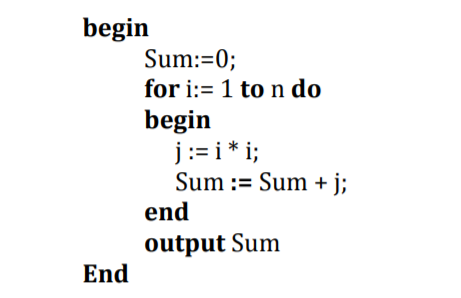 begin
Sum:=0;
for i:= 1 to n do
begin
j := i * i;
Sum := Sum + j;
end
output Sum
End